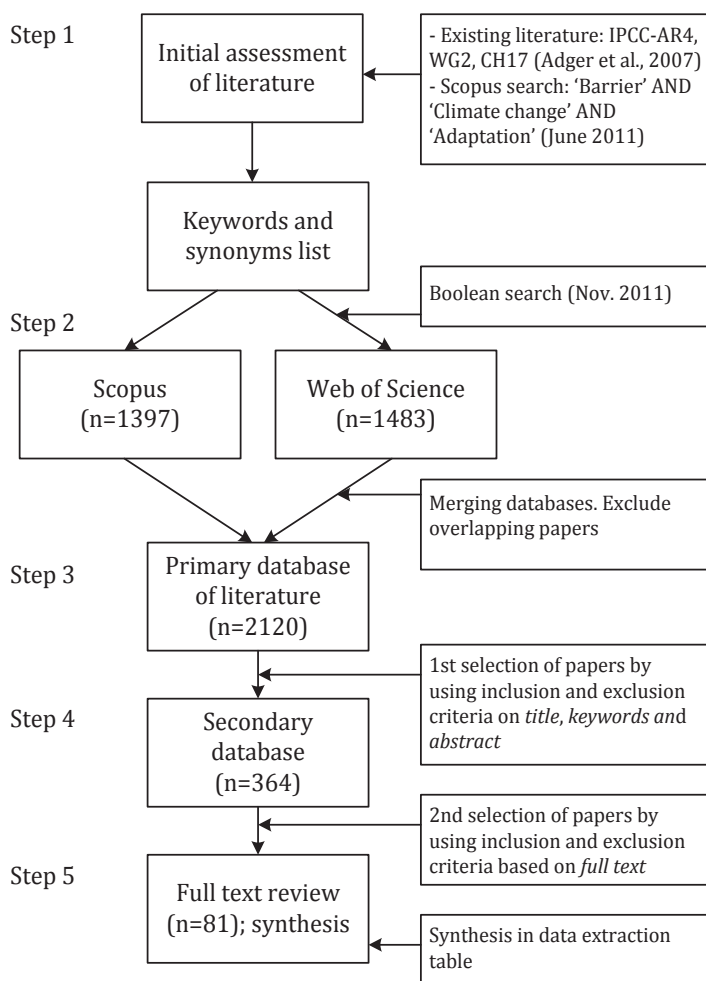 Step 1
Initial assessment
of literature
- Existing literature: IPCC-AR4,
WG2, CH17 (Adger et al., 2007)
- Scopus search: ‘Barrier’ AND
‘Climate change’ AND
‘Adaptation’ (June 2011)
Keywords and
synonyms list
Boolean search (Nov. 2011)
Step 2
Scopus
(n=1397)
Web of Science
(n=1483)
Merging databases. Exclude
overlapping papers
Step 3
Primary database
of literature
(n=2120)
1st selection of papers by
using inclusion and exclusion
criteria on title, keywords and
abstract
Step 4
Secondary
database
(n=364)
2nd selection of papers by
using inclusion and exclusion
criteria based on full text
Step 5
Full text review
(n=81); synthesis
Synthesis in data extraction
table